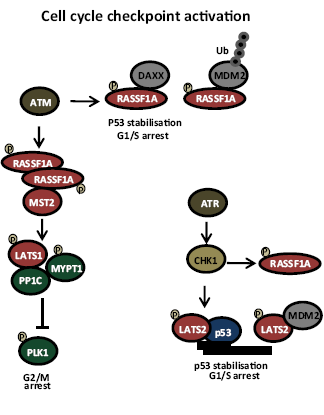 Cell cycle checkpoint activation
Ub
P
DAXX
MDM2
ATM
RASSF1A
P
RASSF1A
P53 stabilisation
G1/S arrest
P
RASSF1A
RASSF1A
P
MST2
ATR
P
LATS1
P
MYPT1
PP1C
CHK1
P
RASSF1A
P
LATS2
p53
P
LATS2
MDM2
P
PLK1
p53 stabilisation
G1/S arrest
G2/M
arrest